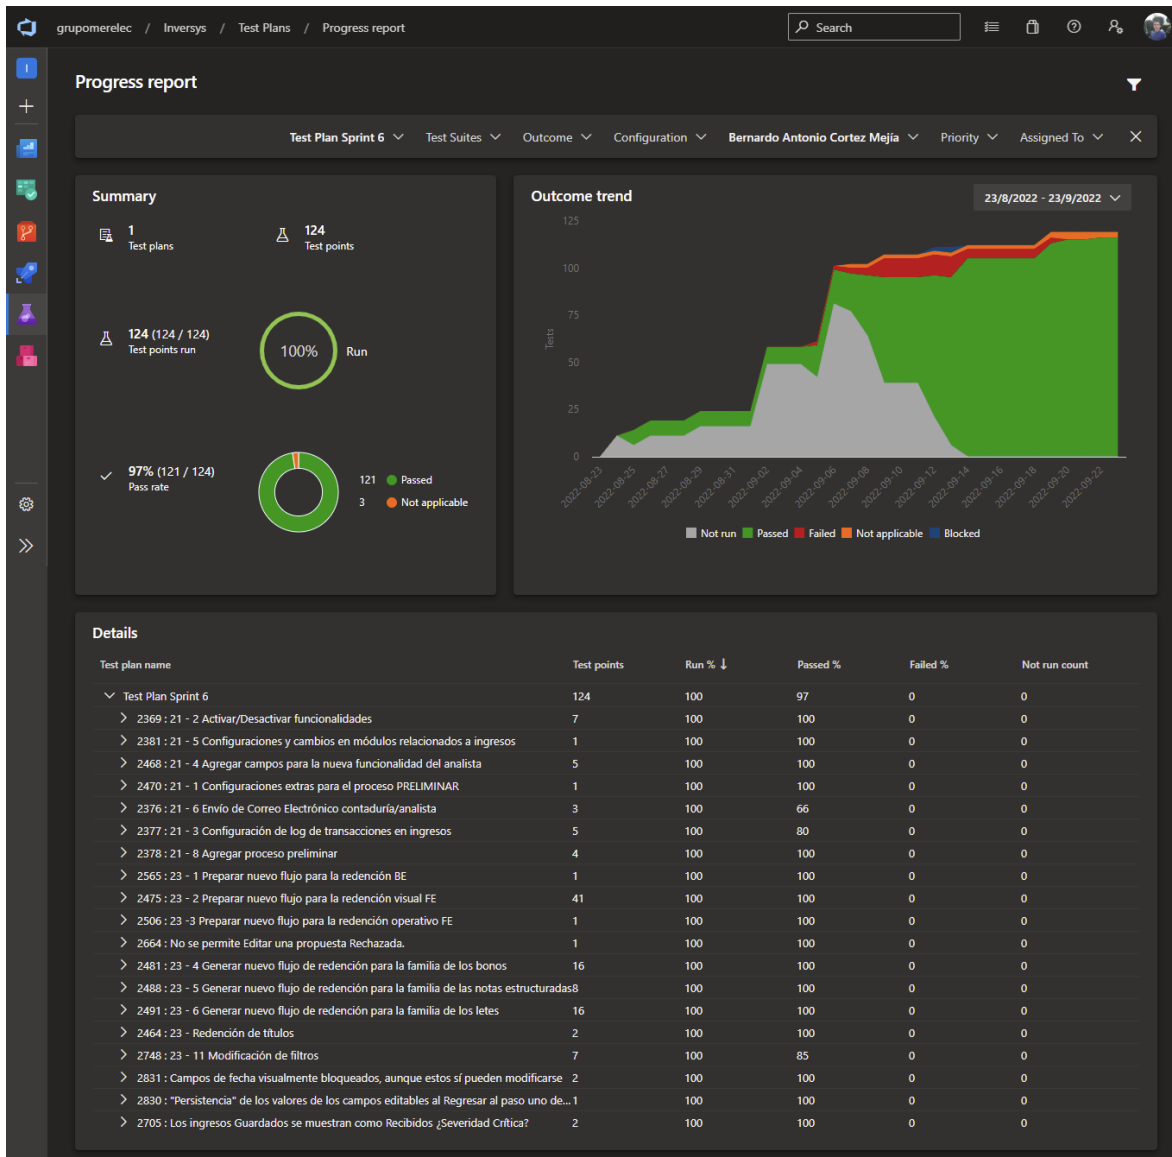 grupomerelec / Inversys / Test Plans / Progress report
Search
I
Progress report
Test Plan Sprint 6 Test Suites Outcome Configuration Bernardo Antonio Cortez Mejía Priority Assigned To
Summary
1
Test plans
124
Test points
124 (124 / 124)
Test points run
100%
Run
97% (121 / 124)
Pass rate
121 Passed
3 Not applicable
Outcome trend
23/8/2022 - 23/9/2022
125
100
75
50
25
0
Tests
2022-08-23
2022-08-25
2022-08-27
2022-08-29
2022-08-31
2022-09-02
2022-09-04
2022-09-06
2022-09-08
2022-09-10
2022-09-12
2022-09-14
2022-09-16
2022-09-18
2022-09-20
2022-09-22
Not run Passed Failed Not applicable Blocked
Details
Test plan name Test points Run % Passed % Failed % Not run count
Test Plan Sprint 6 124 100 97 0 0
2369 : 21 - 2 Activar/Desactivar funcionalidades 7 100 100 0 0
2381 : 21 - 5 Configuraciones y cambios en módulos relacionados a ingresos 1 100 100 0 0
2468 : 21 - 4 Agregar campos para la nueva funcionalidad del analista 5 100 100 0 0
2470 : 21 - 1 Configuraciones extras para el proceso PRELIMINAR 1 100 100 0 0
2376 : 21 - 6 Envío de Correo Electrónico contaduría/analista 3 100 66 0 0
2377 : 21 - 3 Configuración de log de transacciones en ingresos 5 100 80 0 0
2378 : 21 - 8 Agregar proceso preliminar 4 100 100 0 0
2565 : 23 - 1 Preparar nuevo flujo para la redención BE 1 100 100 0 0
2475 : 23 - 2 Preparar nuevo flujo para la redención visual FE 41 100 100 0 0
2506 : 23 -3 Preparar nuevo flujo para la redención operativo FE 1 100 100 0 0
2664 : No se permite Editar una propuesta Rechazada. 1 100 100 0 0
2481 : 23 - 4 Generar nuevo flujo de redención para la familia de los bonos 16 100 100 0 0
2488 : 23 - 5 Generar nuevo flujo de redención para la familia de las notas estructuradas 8 100 100 0 0
2491 : 23 - 6 Generar nuevo flujo de redención para la familia de los letes 16 100 100 0 0
2464 : 23 - Redención de títulos 2 100 100 0 0
2748 : 23 - 11 Modificación de filtros 7 100 85 0 0
2831 : Campos de fecha visualmente bloqueados, aunque estos sí pueden modificarse 2 100 100 0 0
2830 : "Persistencia" de los valores de los campos editables al Regresar al paso uno de... 1 100 100 0 0
2705 : Los ingresos Guardados se muestran como Recibidos ¿Severidad Crítica? 2 100 100 0 0